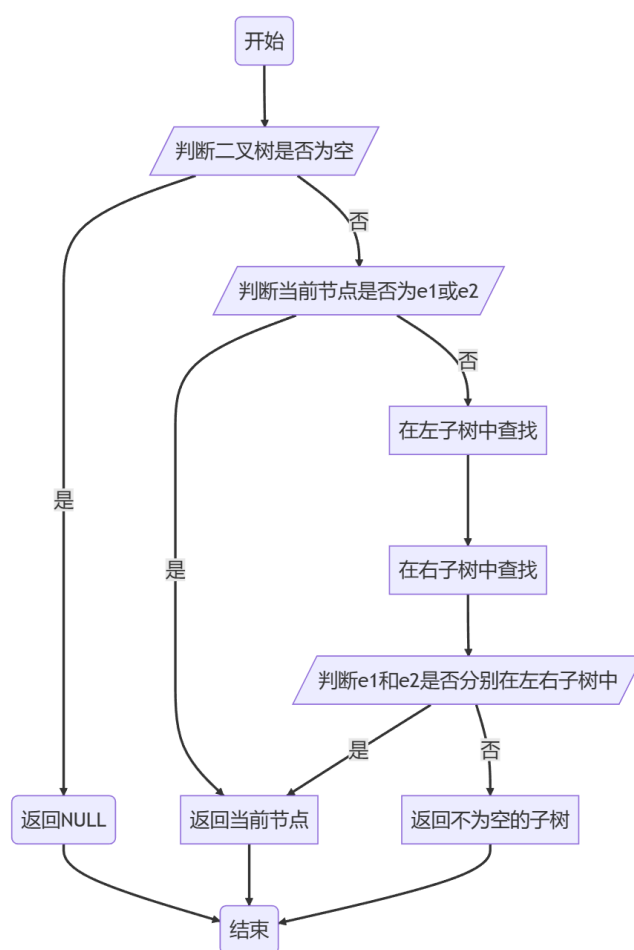 开始
判断二叉树是否为空
否
判断当前节点是否为e1或e2
否
在左子树中查找
是
在右子树中查找
是
判断e1和e2是否分别在左右子树中
是
否
返回NULL
返回当前节点
返回不为空的子树
结束